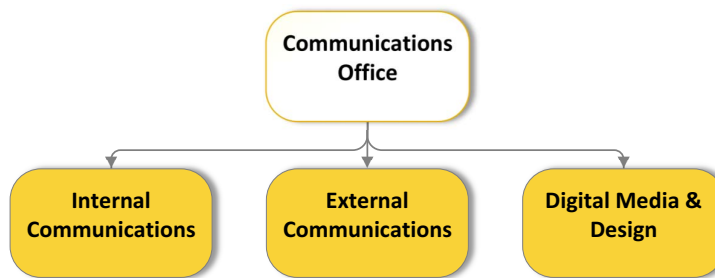 Communications
Office
Internal
Communications
External
Communications
Digital Media &
Design